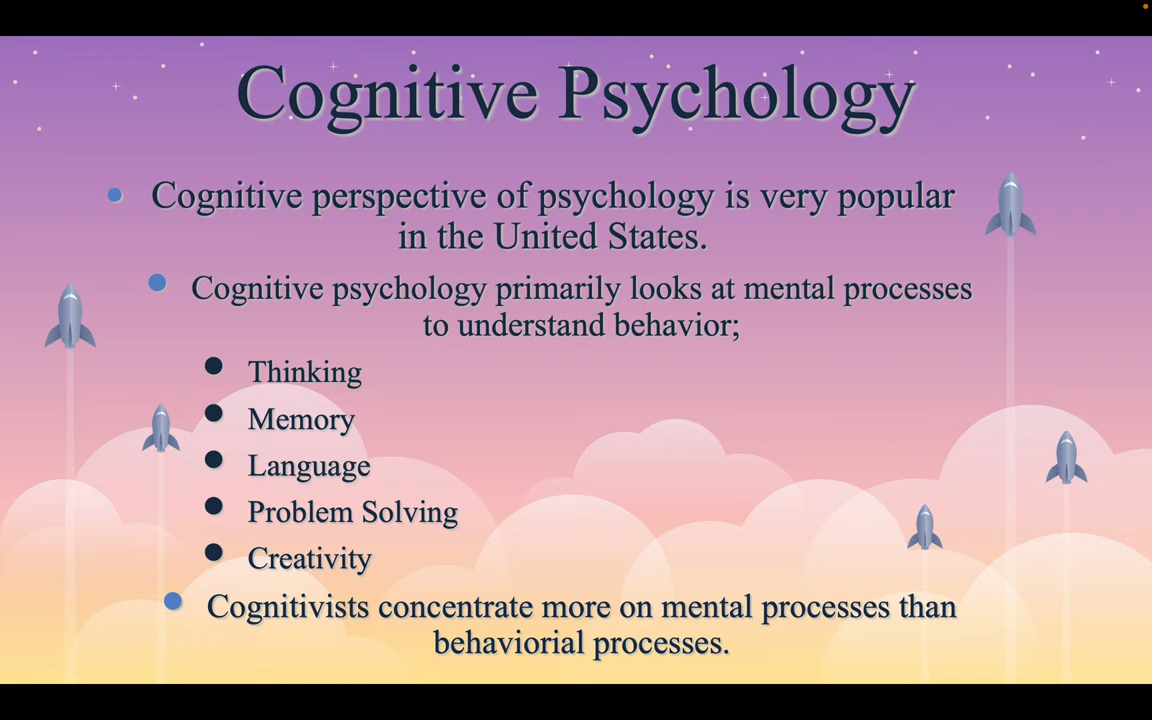 Cognitive Psychology
Cognitive perspective of psychology is very popular
in the United States.
Cognitive psychology primarily looks at mental processes
to understand behavior;
Thinking
Memory
Language
Problem Solving
Creativity
Cognitivists concentrate more on mental processes than
behaviorial processes.